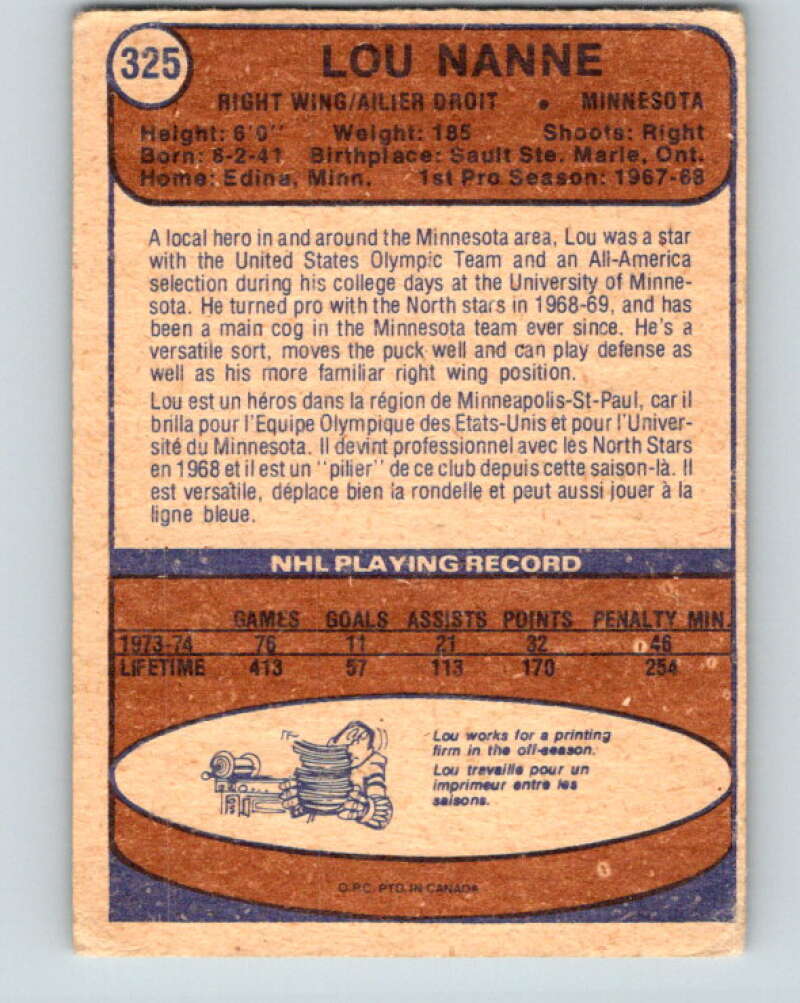 325
LOU NANNE
RIGHT WING/AILIER DROIT • MINNESOTA
Height: 6'0" Weight: 185 Shoots: Right
Born: 8-2-41 Birthplace: Sault Ste. Marie, Ont.
Home: Edina, Minn. 1st Pro Season: 1967-68
A local hero in and around the Minnesota area, Lou was a star
with the United States Olympic Team and an All-America
selection during his college days at the University of Minne-
sota. He turned pro with the North stars in 1968-69, and has
been a main cog in the Minnesota team ever since. He's a
versatile sort, moves the puck well and can play defense as
well as his more familiar right wing position.
Lou est un héros dans la région de Minneapolis-St-Paul, car il
brilla pour l'Equipe Olympique des Etats-Unis et pour l'Univer-
sité du Minnesota. Il devint professionnel avec les North Stars
en 1968 et il est un "pilier" de ce club depuis cette saison-là. Il
est versatile, déplace bien la rondelle et peut aussi jouer à la
ligne bleue.
NHL PLAYING RECORD
GAMES GOALS ASSISTS POINTS PENALTY MIN.
1973-74 76 11 21 32 46
LIFETIME 413 57 113 170 254
Lou works for a printing
firm in the off-season.
Lou travaille pour un
imprimeur entre les
saisons.
O.P.C. PTD. IN CANADA